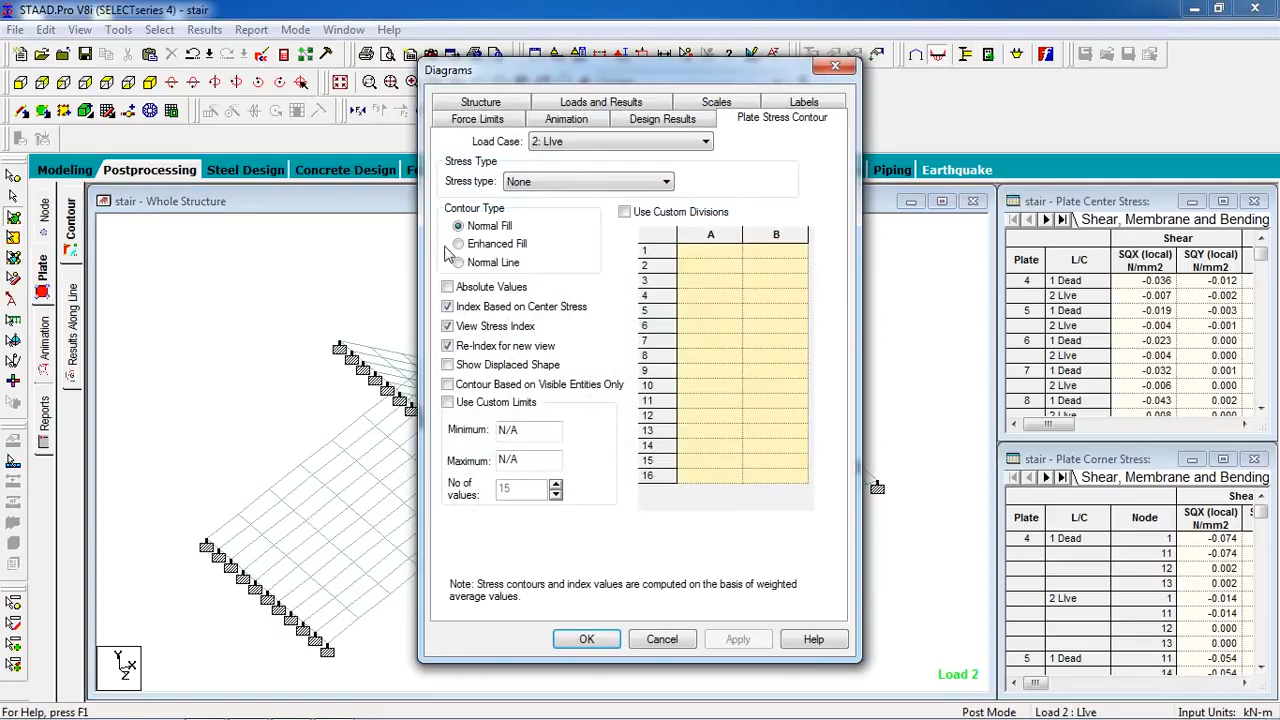 STAAD.Pro V8i (SELECTseries 4) - stair
File Edit View Tools Select Results Report Mode Window Help
Diagrams
Structure Loads and Results Scales Labels
Force Limits Animation Design Results Plate Stress Contour
Load Case: 2: LIve
Stress Type
Stress type: None
Contour Type
Normal Fill
Enhanced Fill
Normal Line
Absolute Values
Index Based on Center Stress
View Stress Index
Re-Index for new view
Show Displaced Shape
Contour Based on Visible Entities Only
Use Custom Limits
Minimum: N/A
Maximum: N/A
No of values: 15
Use Custom Divisions
A B
1
2
3
4
5
6
7
8
9
10
11
12
13
14
15
16
Note: Stress contours and index values are computed on the basis of weighted
average values.
OK Cancel Apply Help
Modeling Postprocessing Steel Design Concrete Design Piping Earthquake
Node
Plate
Animation
Reports
Contour
Results Along Line
stair - Whole Structure
Y
X
Z
Load 2
stair - Plate Center Stress:
Shear, Membrane and Bending
Shear
Plate L/C SQX (local) N/mm2 SQY (local) N/mm2
4 1 Dead -0.036 -0.012
2 LIve -0.007 -0.002
5 1 Dead -0.019 -0.003
2 LIve -0.004 -0.001
6 1 Dead 0.000 -0.023
2 LIve 0.000 -0.004
7 1 Dead -0.032 -0.001
2 LIve -0.006 -0.000
8 1 Dead -0.043 0.002
stair - Plate Corner Stress:
Shear, Membrane and Bending
Shea
Plate L/C Node SQX (local) N/mm2
4 1 Dead 1 -0.074
11 -0.074
12 0.002
13 0.002
2 LIve 1 -0.014
11 -0.014
12 0.000
13 0.000
5 1 Dead 11 -0.054
For Help, press F1
Post Mode Load 2 : LIve Input Units: kN-m